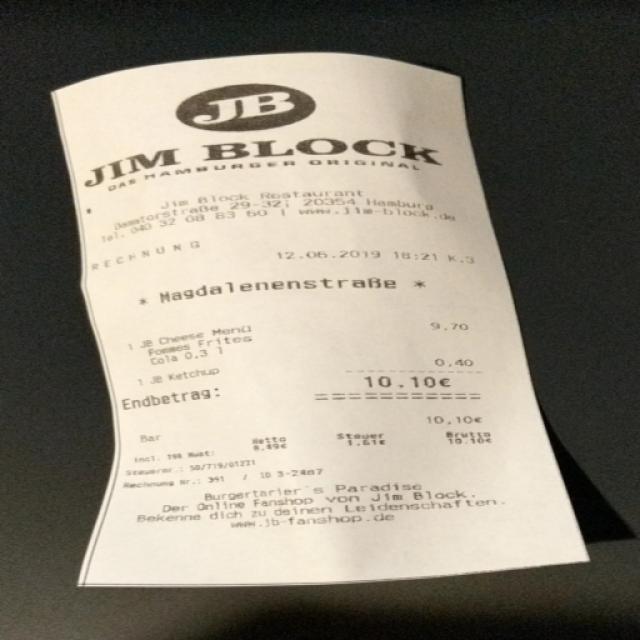 JB
JIM BLOCK
DAS HAMBURGER ORIGINAL
Jim Block Restaurant
Dammtorstraße 29-32; 20354 Hamburg
Tel. 040 32 08 83 60 | www.jim-block.de
RECHNUNG 12.06.2019 18:21 K.3
* Magdalenenstraße *
1 JB Cheese Menü 9,70
Pommes Frites
Cola 0,3 l
1 JB Ketchup 0,40
Endbetrag: 10.10€
Bar 10,10€
Netto Steuer Brutto
Incl. 19% Mwst: 8,49€ 1,61€ 10,10€
Steuernr.: 50/719/01221
Rechnung Nr.: 341 / ID 3-2487
Burgertarier's Paradise
Der Online Fanshop von Jim Block.
Bekenne dich zu deinen Leidenschaften.
www.jb-fanshop.de